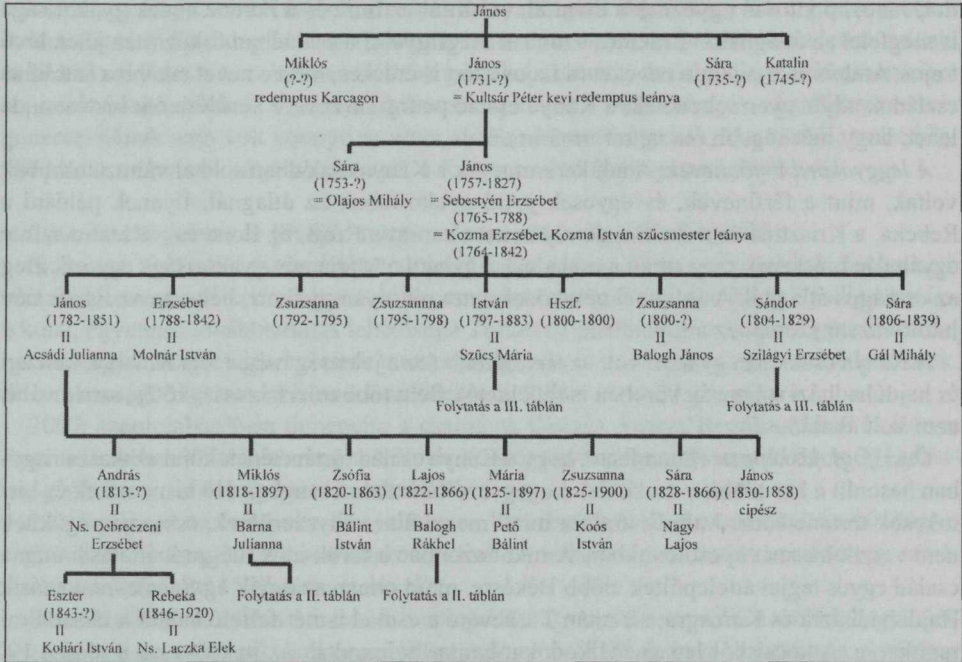 János
Miklós János Sára Katalin
(?-?) (1731-?) (1735-?) (1745-?)
redemptus Karcagon = Kultsár Péter kevi redemptus leánya
Sára János
(1753-?) (1757-1827)
= Olajos Mihály = Sebestyén Erzsébet
(1765-1788)
= Kozma Erzsébet, Kozma István szűcsmester leánya
(1764-1842)
János Erzsébet Zsuzsanna Zsuzsanna István Hszf. Zsuzsanna Sándor Sára
(1782-1851) (1788-1842) (1792-1795) (1795-1798) (1797-1883) (1800-1800) (1800-?) (1804-1829) (1806-1839)
II II II II II II
Acsádi Julianna Molnár István Szűcs Mária Balogh János Szilágyi Erzsébet Gál Mihály
Folytatás a III. táblán Folytatás a III. táblán
András Miklós Zsófia Lajos Mária Zsuzsanna Sára János
(1813-?) (1818-1897) (1820-1863) (1822-1866) (1825-1897) (1825-1900) (1828-1866) (1830-1858)
II II II II II II II cipész
Ns. Debreczeni Barna Bálint Balogh Pető Koós Nagy
Erzsébet Julianna István Rákhel Bálint István Lajos
Eszter Rebeka Folytatás a II. táblán Folytatás a II. táblán
(1843-?) (1846-1920)
II II
Kohári István Ns. Laczka Elek